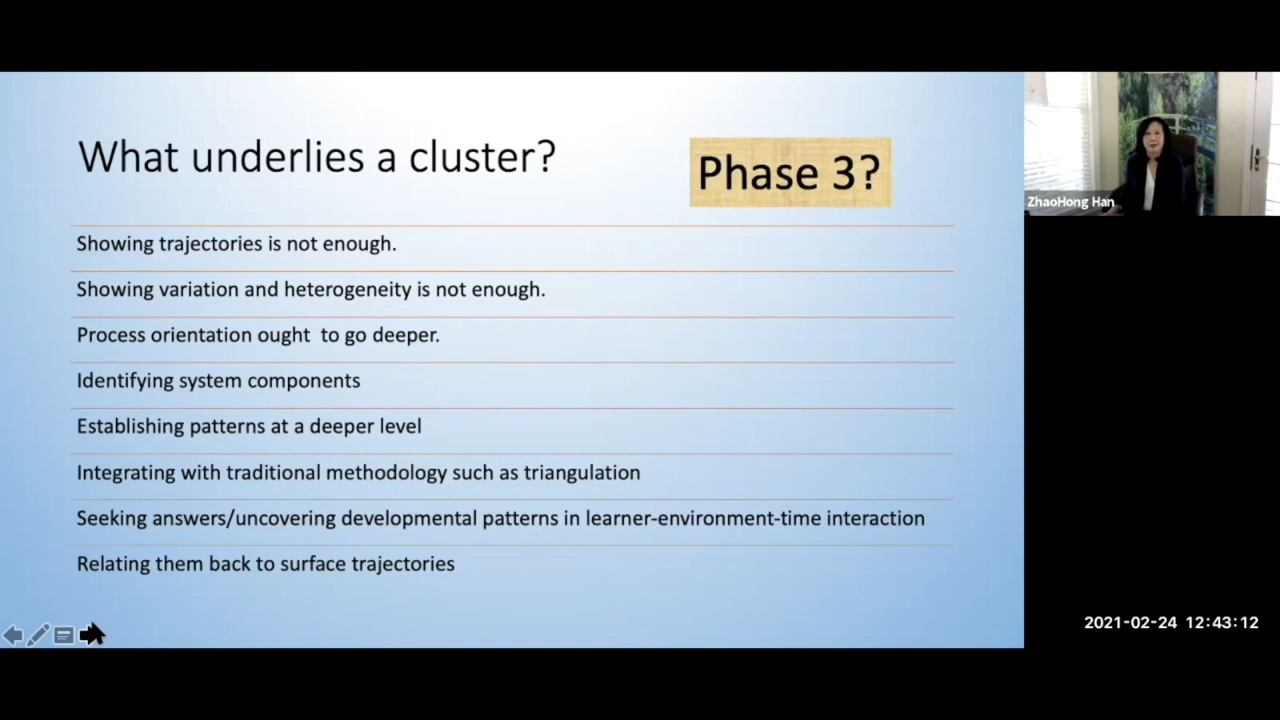 What underlies a cluster?
Phase 3?
Showing trajectories is not enough.
Showing variation and heterogeneity is not enough.
Process orientation ought  to go deeper.
Identifying system components
Establishing patterns at a deeper level
Integrating with traditional methodology such as triangulation
Seeking answers/uncovering developmental patterns in learner-environment-time interaction
Relating them back to surface trajectories
ZhaoHong Han
2021-02-24 12:43:12